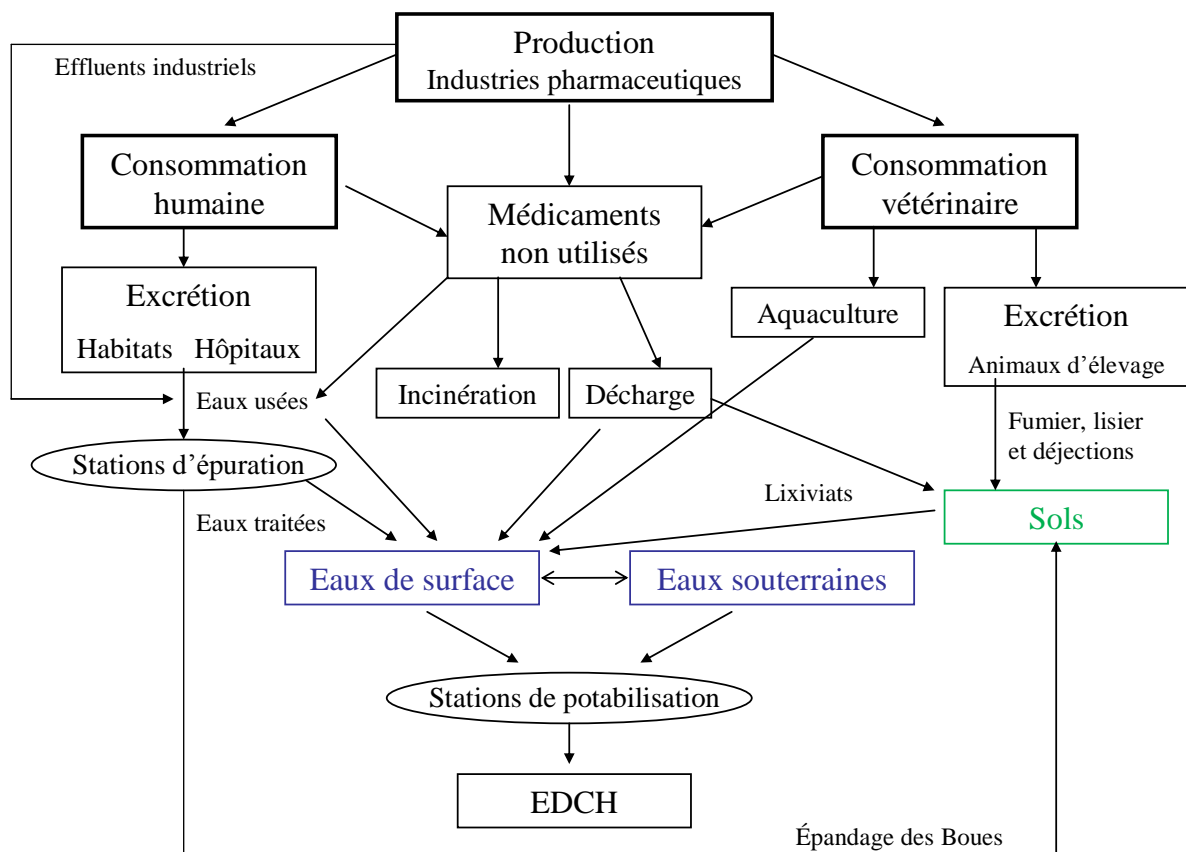 Production
Industries pharmaceutiques
Effluents industriels
Consommation
humaine
Médicaments
non utilisés
Consommation
vétérinaire
Excrétion
Habitats Hôpitaux
Aquaculture
Excrétion
Animaux d’élevage
Incinération
Décharge
Eaux usées
Fumier, lisier
et déjections
Stations d’épuration
Lixiviats
Sols
Eaux traitées
Eaux de surface
Eaux souterraines
Stations de potabilisation
EDCH
Épandage des Boues